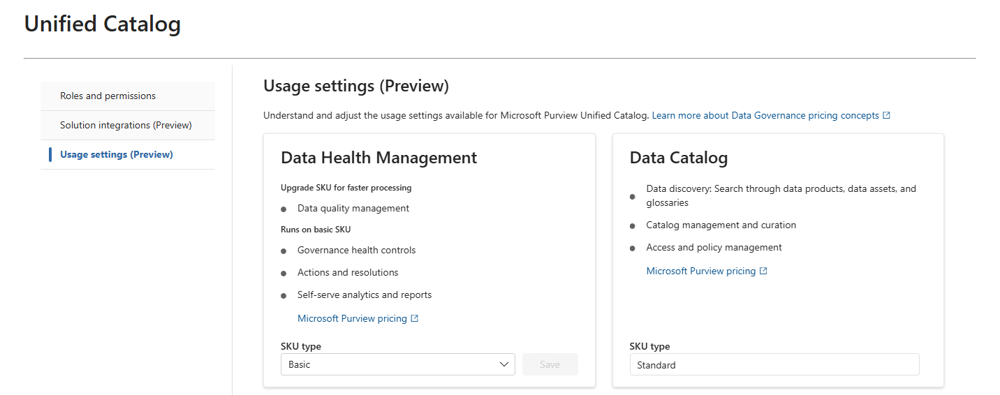 Unified Catalog
Roles and permissions
Solution integrations (Preview)
Usage settings (Preview)
Usage settings (Preview)
Understand and adjust the usage settings available for Microsoft Purview Unified Catalog. Learn more about Data Governance pricing concepts
Data Health Management
Upgrade SKU for faster processing
Data quality management
Runs on basic SKU
Governance health controls
Actions and resolutions
Self-serve analytics and reports
Microsoft Purview pricing
SKU type
Basic
Save
Data Catalog
Data discovery: Search through data products, data assets, and
glossaries
Catalog management and curation
Access and policy management
Microsoft Purview pricing
SKU type
Standard